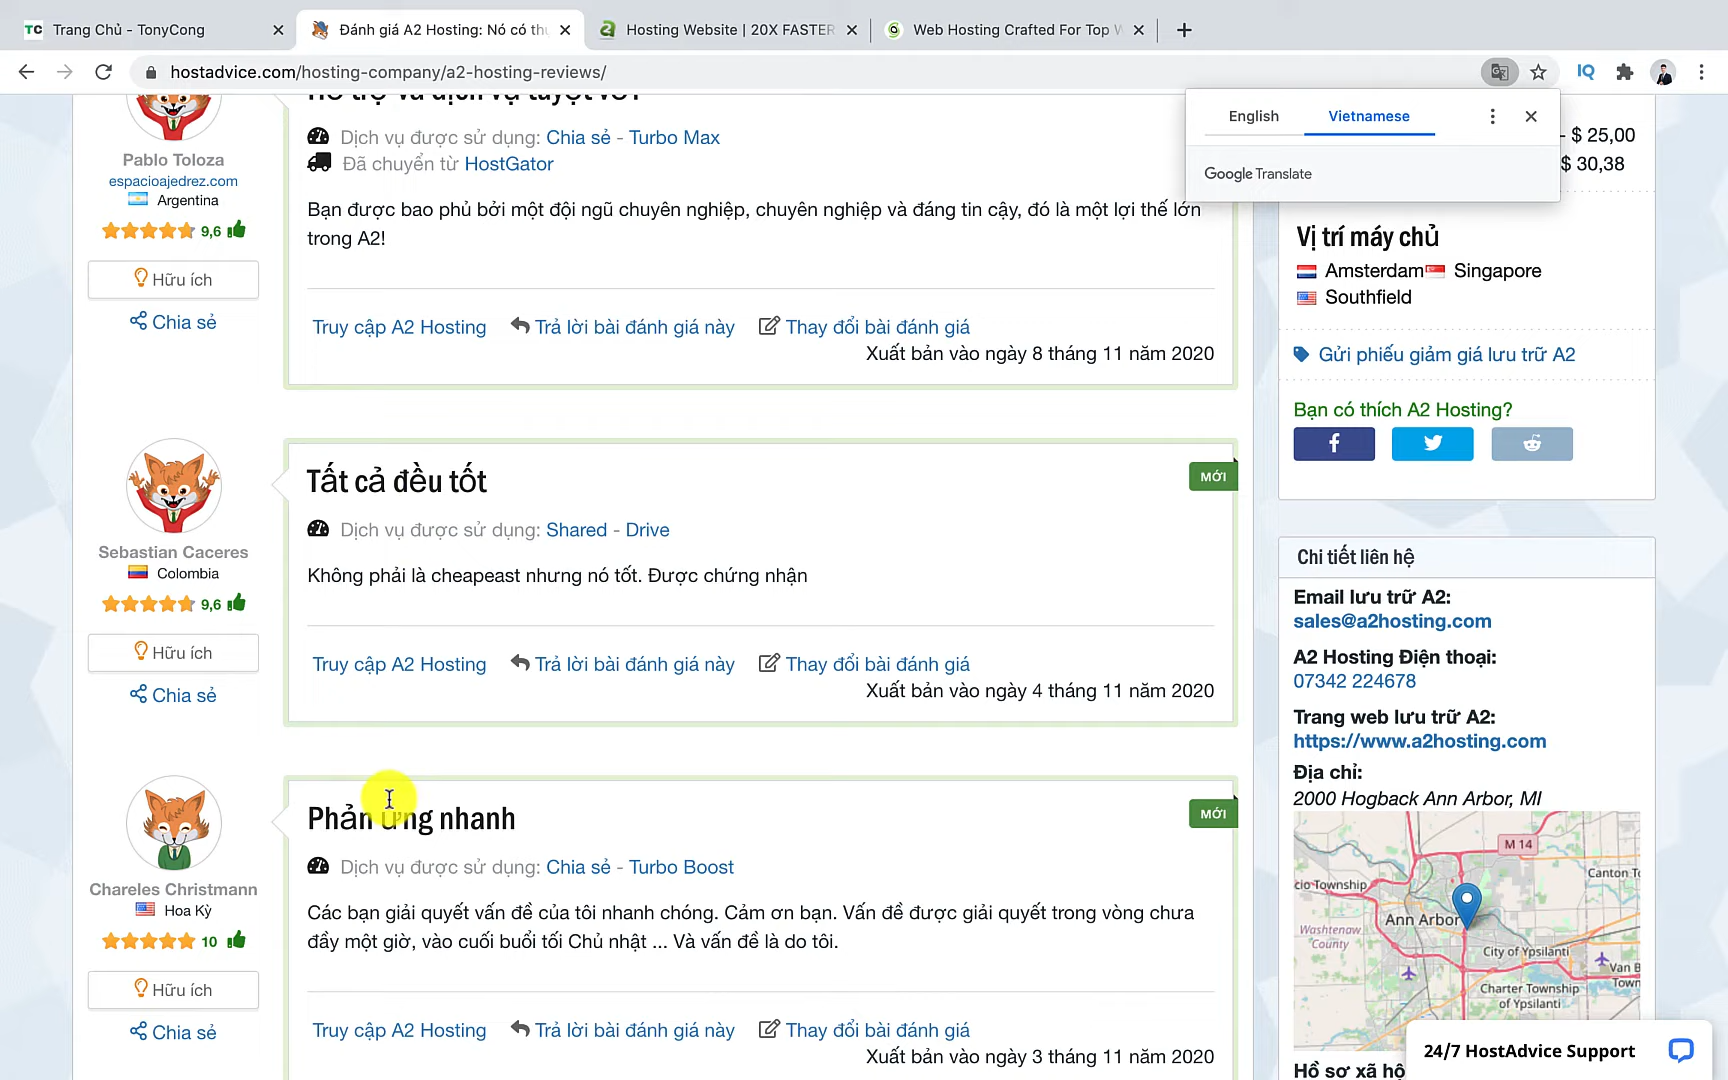 TC Trang Chủ - TonyCong
Đánh giá A2 Hosting: Nó có thư
Hosting Website | 20X FASTER
Web Hosting Crafted For Top W
hostadvice.com/hosting-company/a2-hosting-reviews/
IQ
English
Vietnamese
Google Translate
- $ 25,00
$ 30,38
Pablo Toloza
espacioajedrez.com
Argentina
9,6
Hữu ích
Chia sẻ
Dịch vụ được sử dụng: Chia sẻ - Turbo Max
Đã chuyển từ HostGator
Bạn được bao phủ bởi một đội ngũ chuyên nghiệp, chuyên nghiệp và đáng tin cậy, đó là một lợi thế lớn
trong A2!
Truy cập A2 Hosting
Trả lời bài đánh giá này
Thay đổi bài đánh giá
Xuất bản vào ngày 8 tháng 11 năm 2020
Sebastian Caceres
Colombia
9,6
Hữu ích
Chia sẻ
Tất cả đều tốt
MỚI
Dịch vụ được sử dụng: Shared - Drive
Không phải là cheapeast nhưng nó tốt. Được chứng nhận
Truy cập A2 Hosting
Trả lời bài đánh giá này
Thay đổi bài đánh giá
Xuất bản vào ngày 4 tháng 11 năm 2020
Chareles Christmann
Hoa Kỳ
10
Hữu ích
Chia sẻ
Phản ứng nhanh
MỚI
Dịch vụ được sử dụng: Chia sẻ - Turbo Boost
Các bạn giải quyết vấn đề của tôi nhanh chóng. Cảm ơn bạn. Vấn đề được giải quyết trong vòng chưa
đầy một giờ, vào cuối buổi tối Chủ nhật ... Và vấn đề là do tôi.
Truy cập A2 Hosting
Trả lời bài đánh giá này
Thay đổi bài đánh giá
Xuất bản vào ngày 3 tháng 11 năm 2020
Vị trí máy chủ
Amsterdam Singapore
Southfield
Gửi phiếu giảm giá lưu trữ A2
Bạn có thích A2 Hosting?
Chi tiết liên hệ
Email lưu trữ A2:
sales@a2hosting.com
A2 Hosting Điện thoại:
07342 224678
Trang web lưu trữ A2:
https://www.a2hosting.com
Địa chỉ:
2000 Hogback Ann Arbor, MI
M 14
cio Township
Canton To
Ann Arbor
Washtenaw
County
City of Ypsilanti
Van B
Town
Charter Township
of Ypsilanti
24/7 HostAdvice Support
Hồ sơ xã hộ